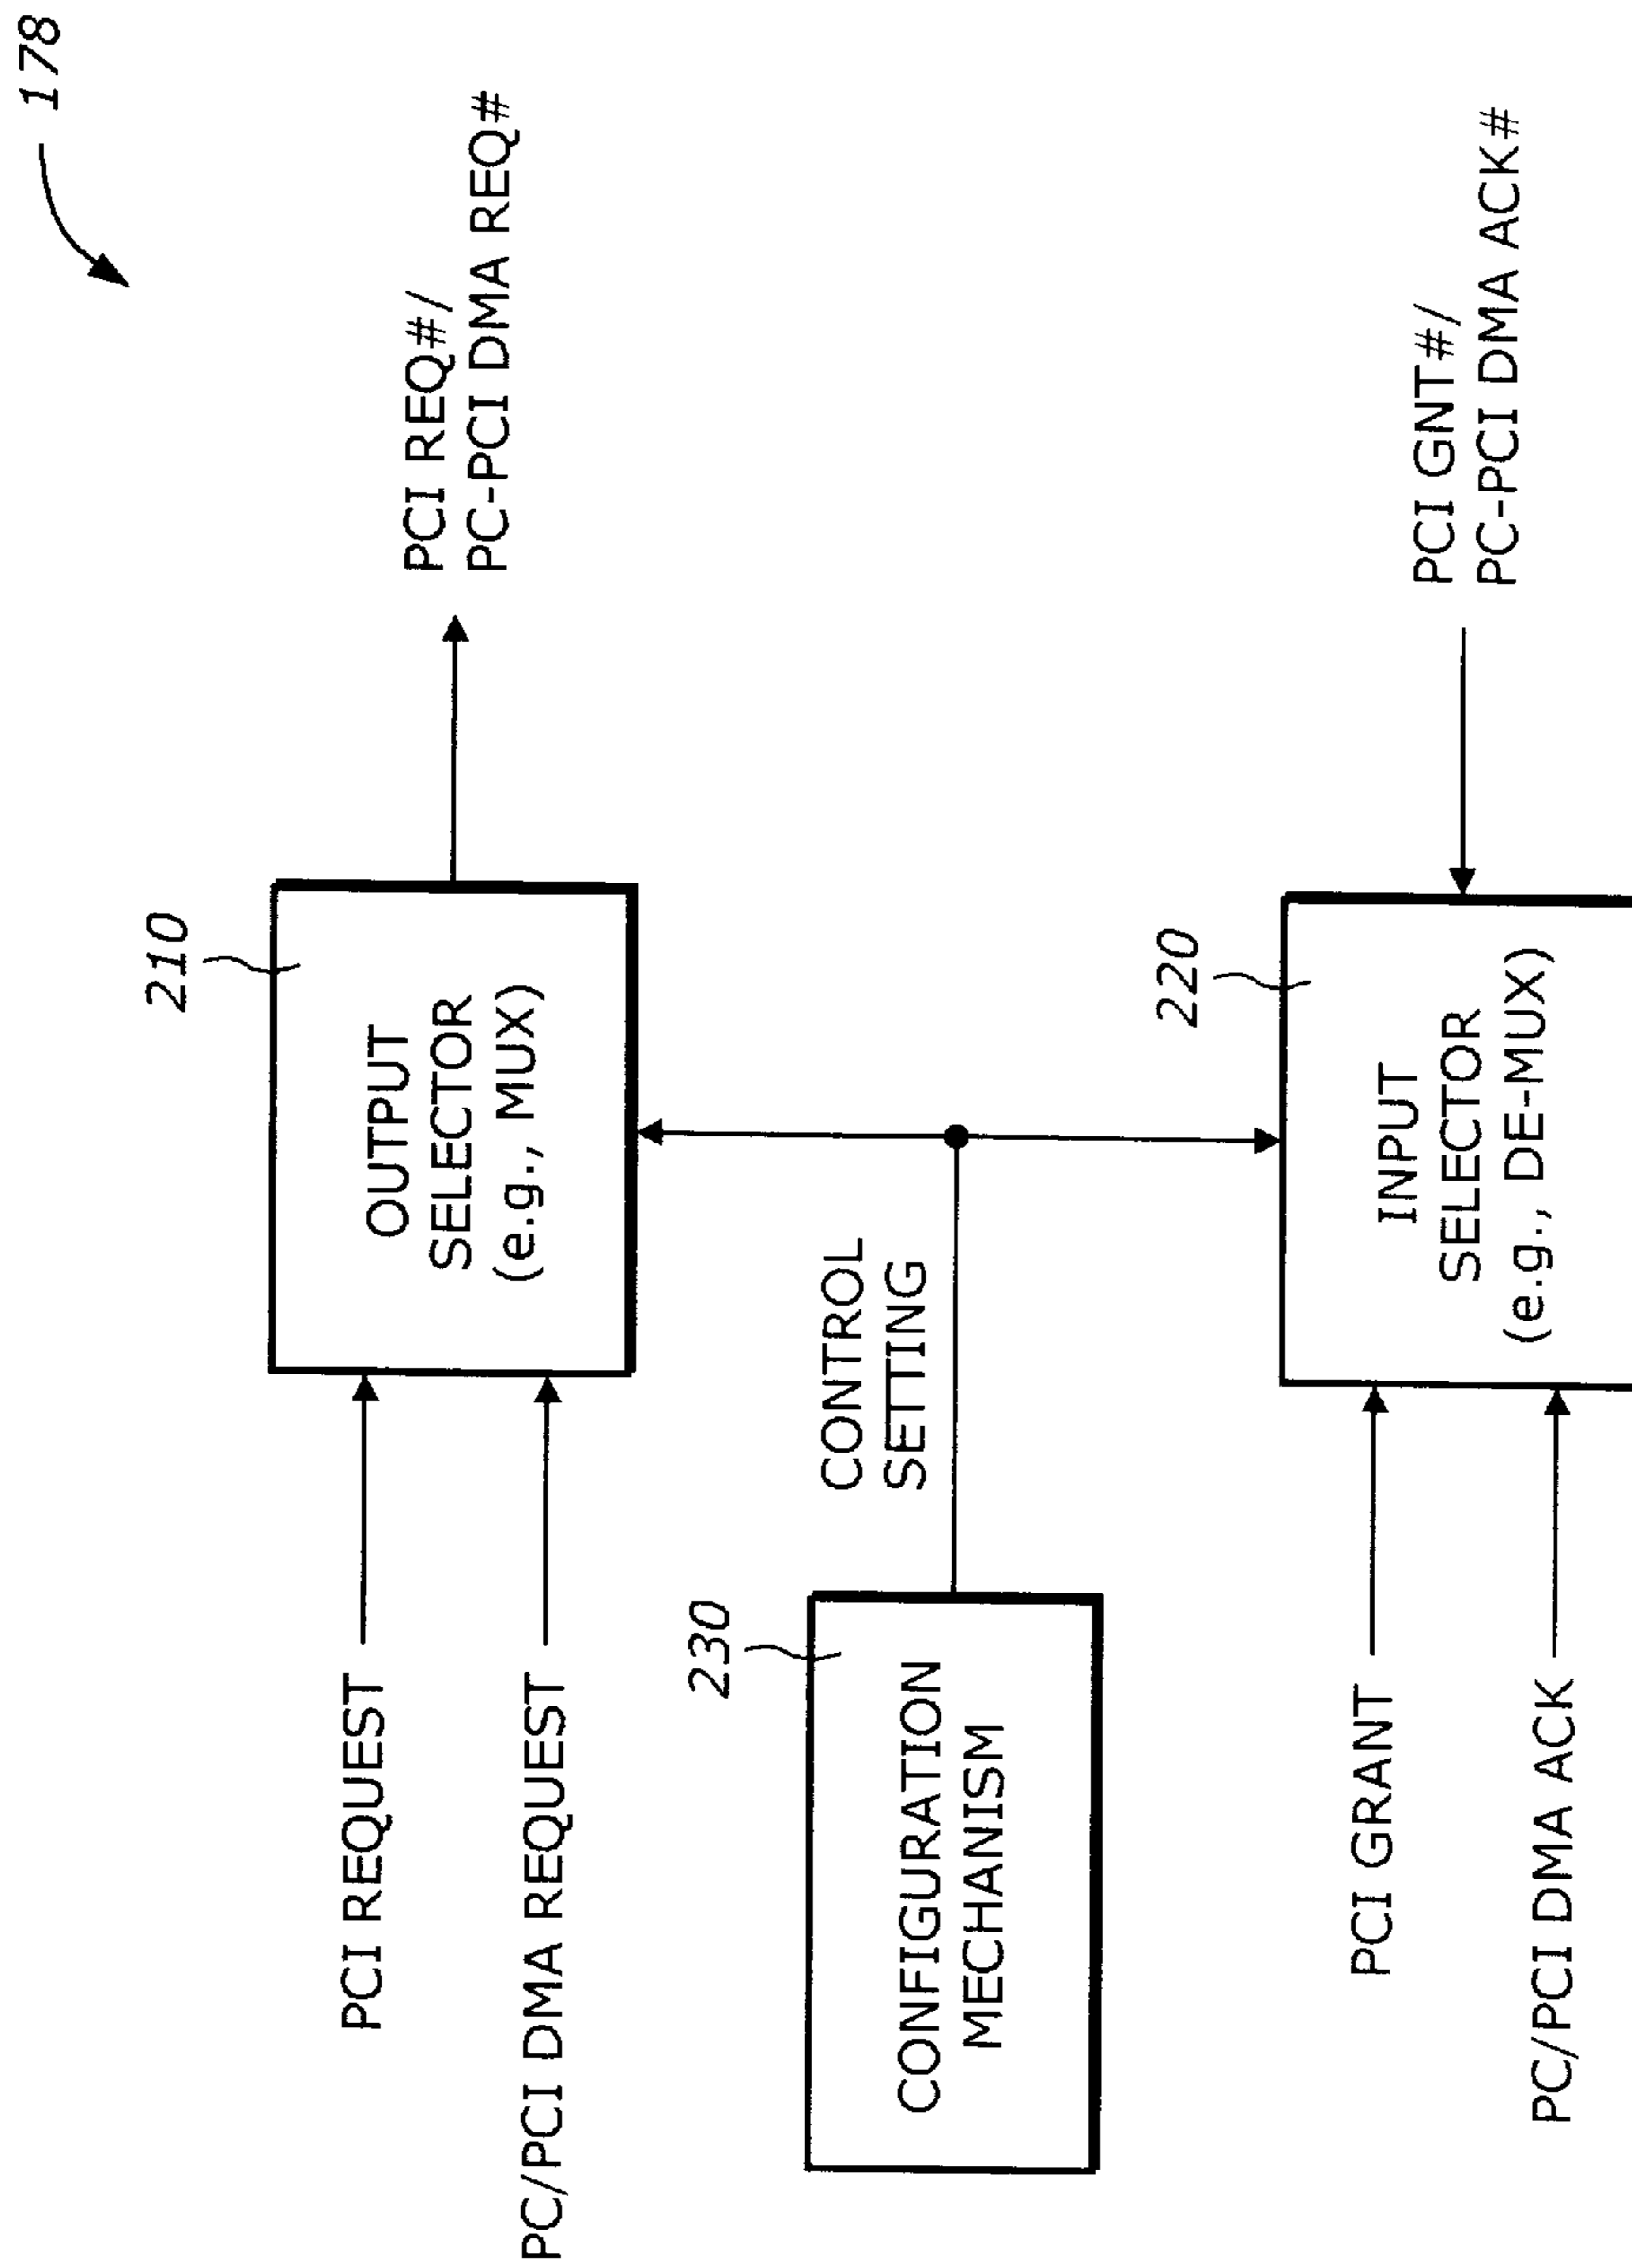 178
PCI REQUEST
PC/PCI DMA REQUEST
210
OUTPUT
SELECTOR
(e.g., MUX)
PCI REQ#/
PC-PCI DMA REQ#
230
CONFIGURATION
MECHANISM
CONTROL
SETTING
PCI GRANT
PC/PCI DMA ACK
220
INPUT
SELECTOR
(e.g., DE-MUX)
PCI GNT#/
PC-PCI DMA ACK#